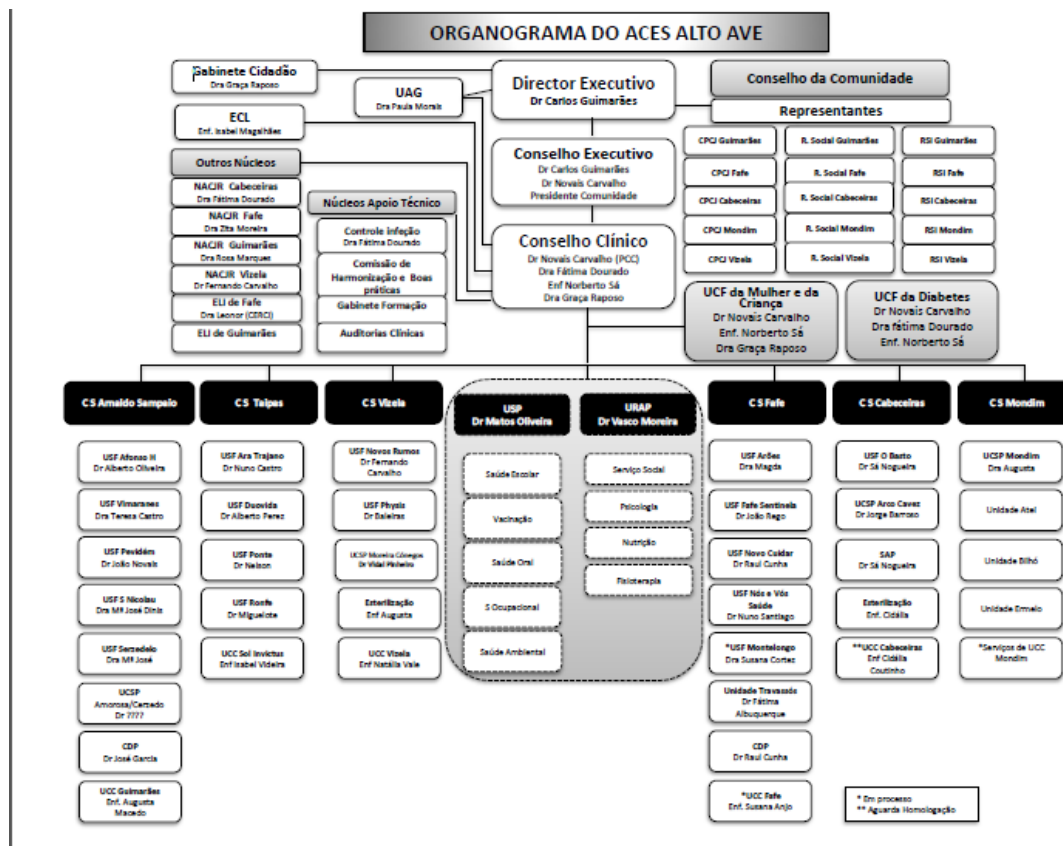 ORGANOGRAMA DO ACES ALTO AVE
Gabinete Cidadão
Dra Graça Raposo
UAG
Dra Paula Morais
Director Executivo
Dr Carlos Guimarães
Conselho da Comunidade
Representantes
ECL
Enf. Isabel Magalhães
CPCJ Guimarães
R. Social Guimarães
RSI Guimarães
CPCJ Fafe
R. Social Fafe
RSI Fafe
CPCJ Cabeceiras
R. Social Cabeceiras
RSI Cabeceiras
CPCJ Mondim
R. Social Mondim
RSI Mondim
CPCJ Vizela
R. Social Vizela
RSI Vizela
Conselho Executivo
Dr Carlos Guimarães
Dr Novais Carvalho
Presidente Comunidade
Outros Núcleos
NACJR Cabeceiras
Dra Fátima Dourado
NACJR Fafe
Dra Zita Moreira
NACJR Guimarães
Dra Rosa Marques
NACJR Vizela
Dr Fernando Carvalho
ELI de Fafe
Dra Leonor (CERCI)
ELI de Guimarães
Núcleos Apoio Técnico
Controle infeção
Dra Fátima Dourado
Comissão de
Harmonização e Boas
práticas
Gabinete Formação
Auditorias Clínicas
Conselho Clínico
Dr Novais Carvalho (PCC)
Dra Fátima Dourado
Enf Norberto Sá
Dra Graça Raposo
UCF da Mulher e da
Criança
Dr Novais Carvalho
Enf. Norberto Sá
Dra Graça Raposo
UCF da Diabetes
Dr Novais Carvalho
Dra fátima Dourado
Enf. Norberto Sá
CS Arnaldo Sampaio
USF Afonso H
Dr Alberto Oliveira
USF Vimaranes
Dra Teresa Castro
USF Pevidém
Dr João Novais
USF S Nicolau
Dra Mª José Dinis
USF Serzedelo
Dra Mª José
UCSP
Amorosa/Cerzedo
Dr ????
CDP
Dr José Garcia
UCC Guimarães
Enf. Augusta
Macedo
CS Taipas
USF Ara Trajano
Dr Nuno Castro
USF Duovida
Dr Alberto Perez
USF Ponte
Dr Nelson
USF Ronfe
Dr Miguelote
UCC Sol Invictus
Enf Isabel Videira
CS Vizela
USF Novos Rumos
Dr Fernando
Carvalho
USF Physis
Dr Baleiras
UCSP Moreira Cónegos
Dr Vidal Pinheiro
Esterilização
Enf Augusta
UCC Vizela
Enf Natália Vale
USP
Dr Matos Oliveira
Saúde Escolar
Vacinação
Saúde Oral
S Ocupacional
Saúde Ambiental
URAP
Dr Vasco Moreira
Serviço Social
Psicologia
Nutrição
Fisioterapia
CS Fafe
USF Arões
Dra Magda
USF Fafe Sentinela
Dr João Rego
USF Novo Cuidar
Dr Raul Cunha
USF Nós e Vós
Saúde
Dr Nuno Santiago
*USF Montelongo
Dra Susana Cortez
Unidade Travassós
Dr Fátima
Albuquerque
CDP
Dr Raul Cunha
*UCC Fafe
Enf. Susana Anjo
CS Cabeceiras
USF O Basto
Dr Sá Nogueira
UCSP Arco Cavez
Dr Jorge Barroso
SAP
Dr Sá Nogueira
Esterilização
Enf. Cidália
**UCC Cabeceiras
Enf Cidália
Coutinho
CS Mondim
UCSP Mondim
Dra Augusta
Unidade Atei
Unidade Bilhó
Unidade Ermelo
*Serviços de UCC
Mondim
* Em processo
** Aguarda Homologação